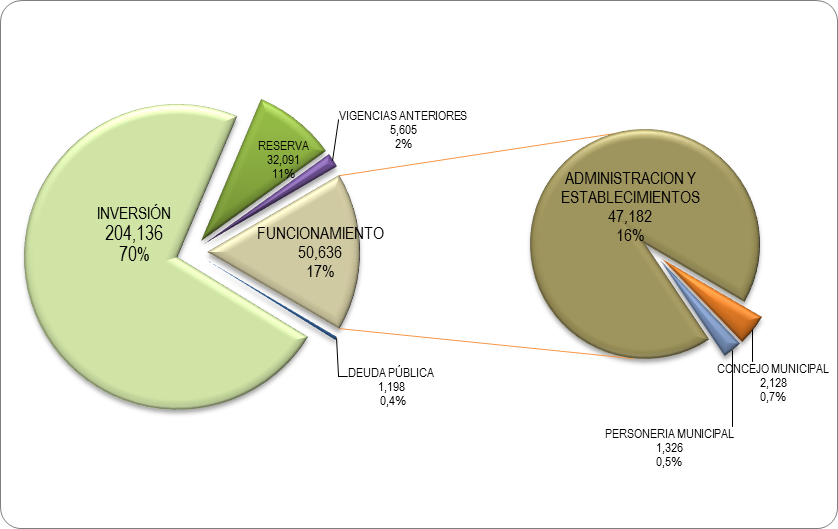 VIGENCIAS ANTERIORES
5,605
2%
RESERVA
32,091
11%
INVERSIÓN
204,136
70%
FUNCIONAMIENTO
50,636
17%
DEUDA PÚBLICA
1,198
0,4%
ADMINISTRACION Y
ESTABLECIMIENTOS
47,182
16%
CONCEJO MUNICIPAL
2,128
0,7%
PERSONERIA MUNICIPAL
1,326
0,5%